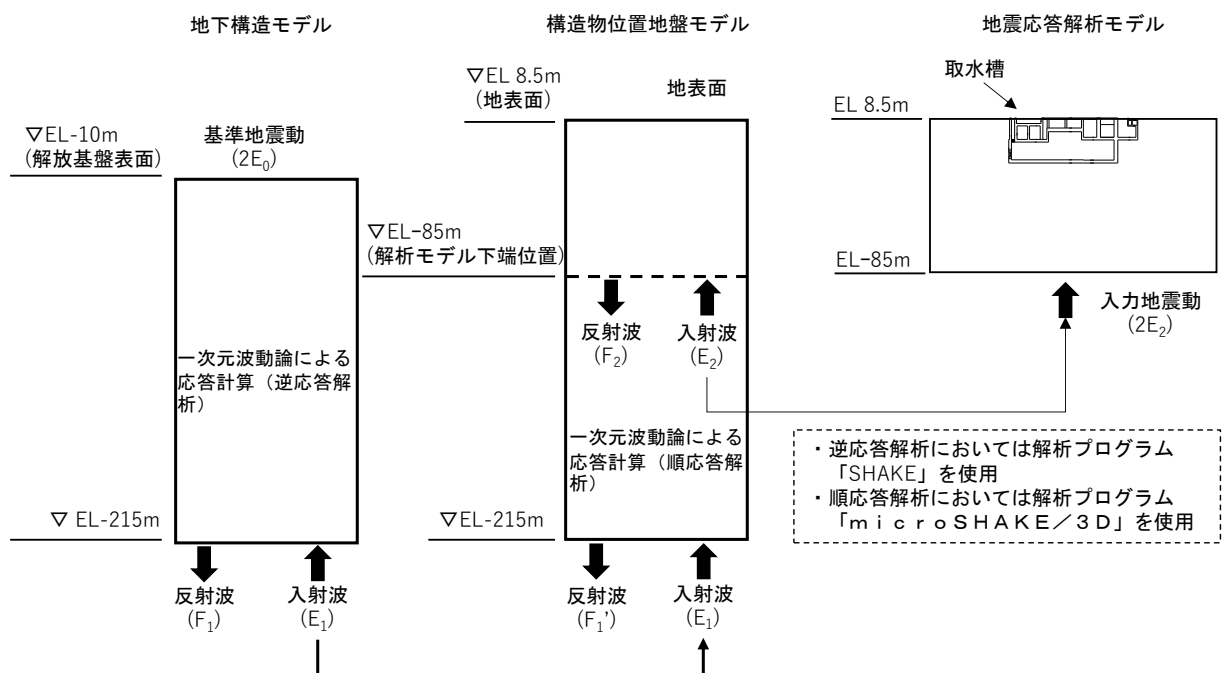 地下構造モデル
▽EL-10m
(解放基盤表面)
基準地震動
(2E₀)
一次元波動論による
応答計算（逆応答解
析）
▽ EL-215m
反射波
(F₁)
入射波
(E₁)
構造物位置地盤モデル
▽EL 8.5m
(地表面)
地表面
▽EL-85m
(解析モデル下端位置)
反射波
(F₂)
入射波
(E₂)
一次元波動論による
応答計算（順応答解
析）
▽EL-215m
反射波
(F₁')
入射波
(E₁)
地震応答解析モデル
取水槽
EL 8.5m
EL-85m
入力地震動
(2E₂)
・逆応答解析においては解析プログラム
「SHAKE」を使用
・順応答解析においては解析プログラム
「ｍｉｃｒｏＳＨＡＫＥ／３Ｄ」を使用